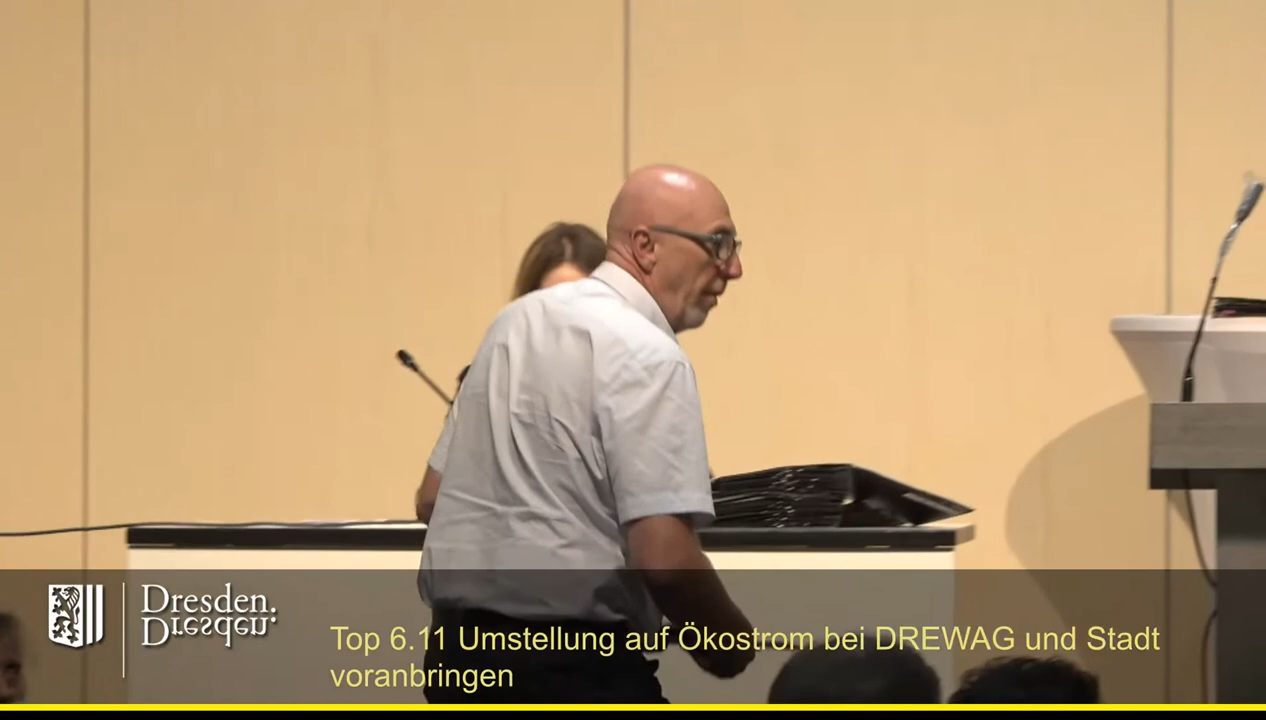 Dresden.
Dresden.
Top 6.11 Umstellung auf Ökostrom bei DREWAG und Stadt
voranbringen